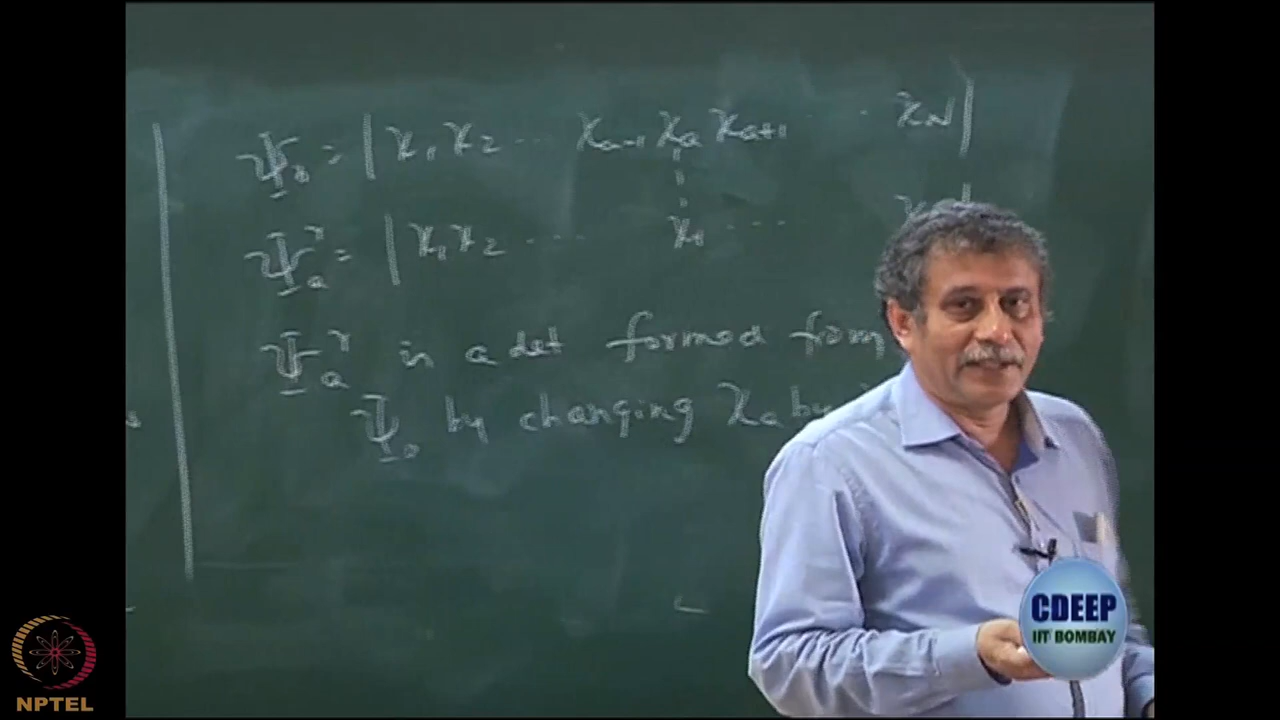 Ψ₀ = | χ₁ χ₂ ... χₐ₋₁ χₐ χₐ₊₁ ... χ_N |
Ψₐʳ = | χ₁ χ₂ ... χᵣ ...
Ψₐʳ is a det formed from
Ψ₀ by changing χₐ by
CDEEP
IIT BOMBAY
NPTEL